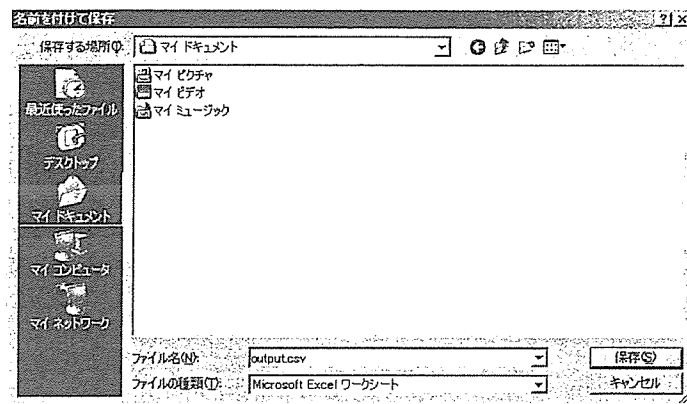 名前を付けて保存
保存する場所(I):
マイ ドキュメント
マイ ピクチャ
マイ ビデオ
マイ ミュージック
最近使ったファイル
デスクトップ
マイ ドキュメント
マイ コンピュータ
マイ ネットワーク
ファイル名(N):
output.csv
保存(S)
ファイルの種類(T):
Microsoft Excel ワークシート
キャンセル